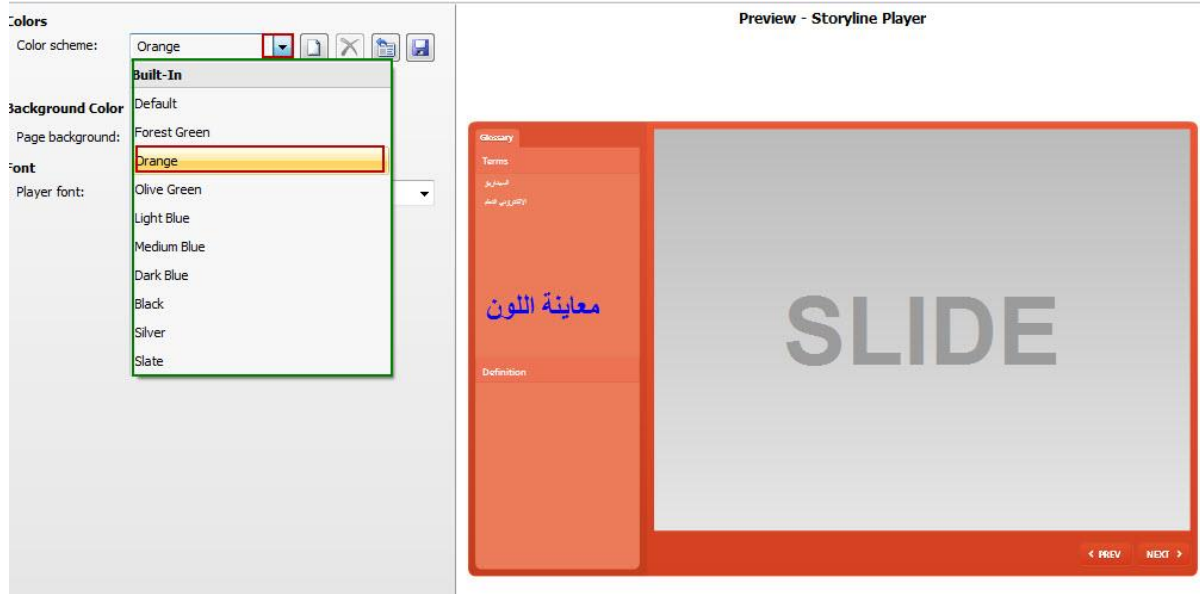 Colors
Color scheme:
Orange
Built-In
Default
Forest Green
Orange
Olive Green
Light Blue
Medium Blue
Dark Blue
Black
Silver
Slate
Background Color
Page background:
Font
Player font:
Preview - Storyline Player
Glossary
Terms
السيناريو
الالكتروني
معاينة اللون
Definition
SLIDE
< PREV
NEXT >